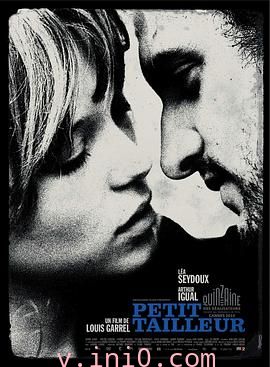 LÉA
SEYDOUX
ARTHUR
IGUAL
QUINZAINE
DES RÉALISATEURS
CANNES 2010
UN FILM DE
LOUIS GARREL
PETIT
TAILLEUR
v.ini0.com